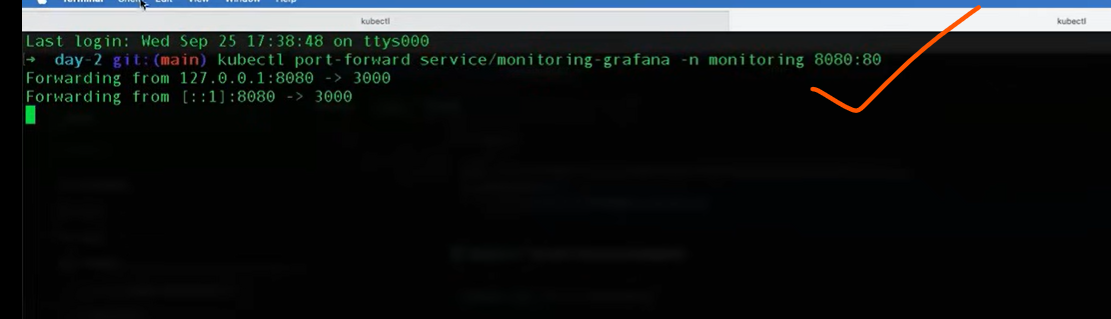 Terminal Shell Edit View Window Help
kubectl kubectl
Last login: Wed Sep 25 17:38:48 on ttys000
→ day-2 git:(main) kubectl port-forward service/monitoring-grafana -n monitoring 8080:80
Forwarding from 127.0.0.1:8080 -> 3000
Forwarding from [::1]:8080 -> 3000